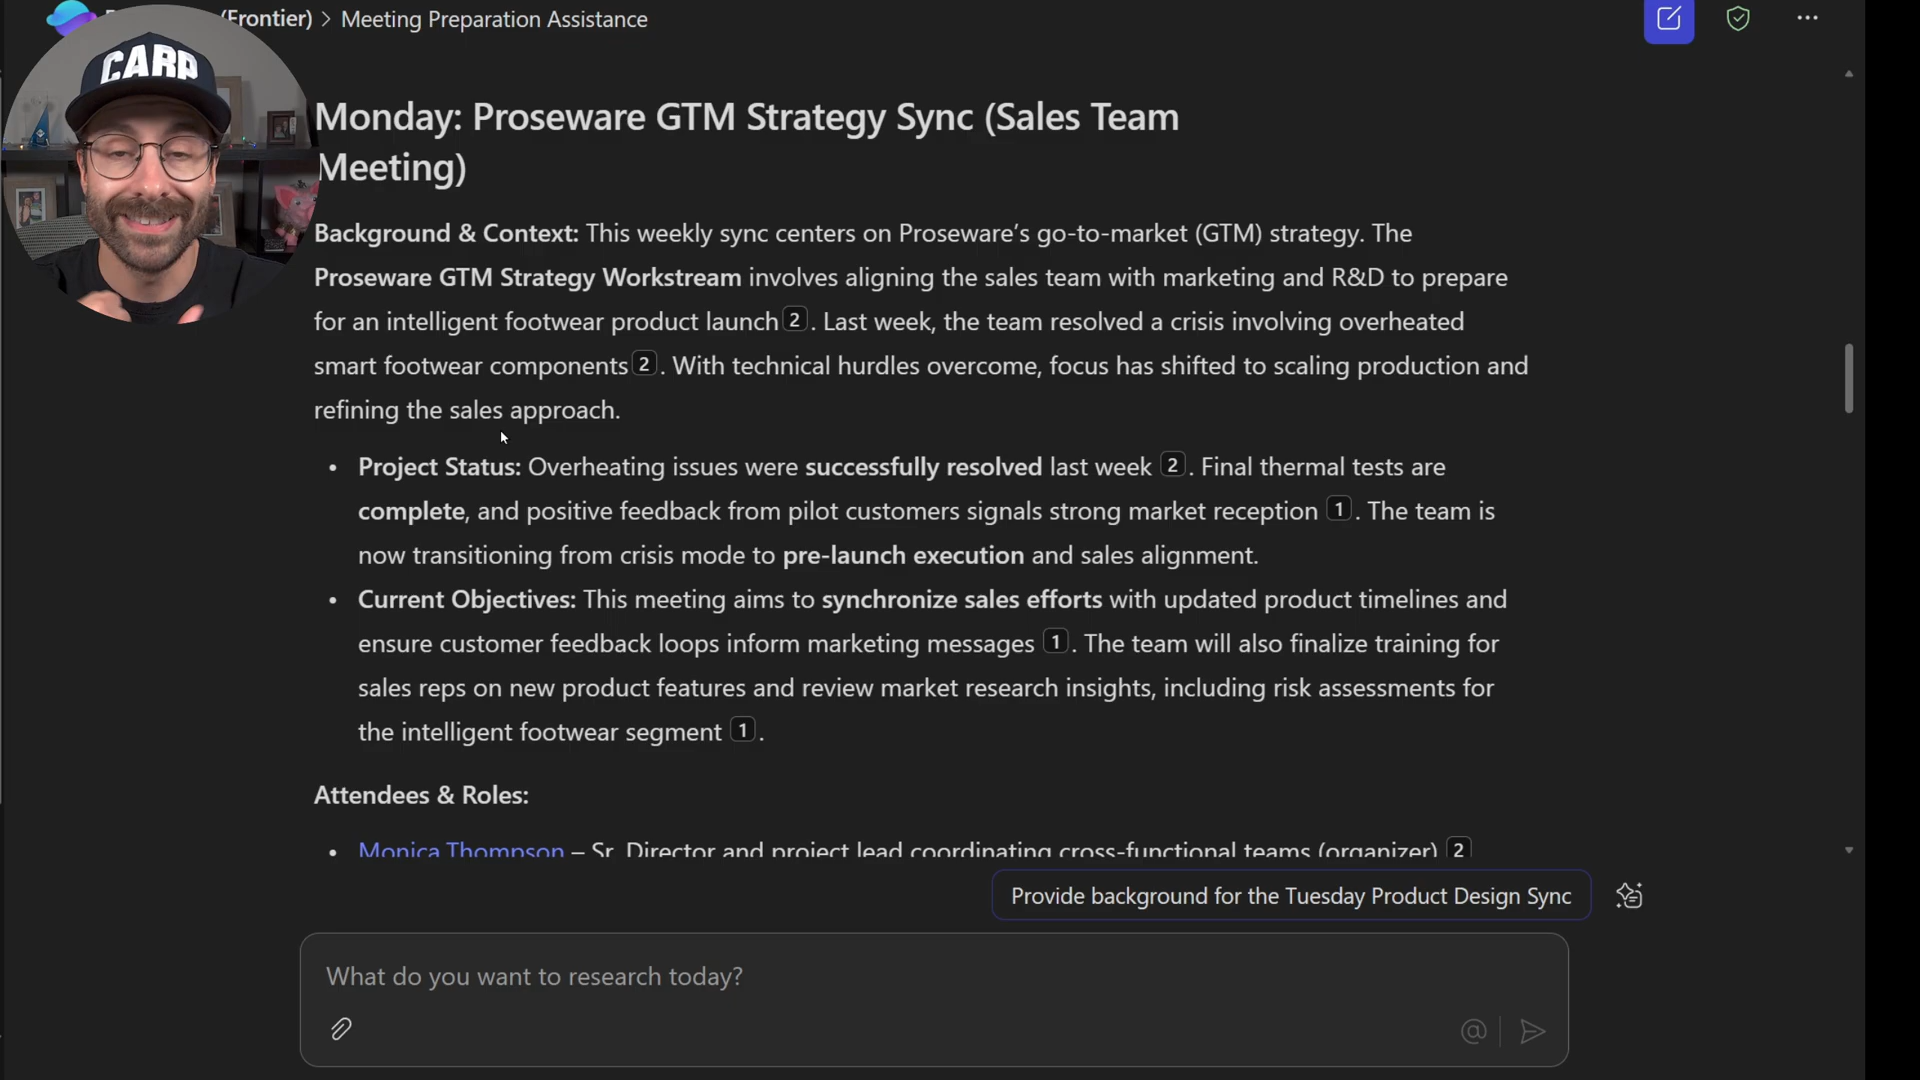 (Frontier) > Meeting Preparation Assistance
CARP
Monday: Proseware GTM Strategy Sync (Sales Team
Meeting)
Background & Context: This weekly sync centers on Proseware’s go-to-market (GTM) strategy. The
Proseware GTM Strategy Workstream involves aligning the sales team with marketing and R&D to prepare
for an intelligent footwear product launch 2. Last week, the team resolved a crisis involving overheated
smart footwear components 2. With technical hurdles overcome, focus has shifted to scaling production and
refining the sales approach.
• Project Status: Overheating issues were successfully resolved last week 2. Final thermal tests are
complete, and positive feedback from pilot customers signals strong market reception 1. The team is
now transitioning from crisis mode to pre-launch execution and sales alignment.
• Current Objectives: This meeting aims to synchronize sales efforts with updated product timelines and
ensure customer feedback loops inform marketing messages 1. The team will also finalize training for
sales reps on new product features and review market research insights, including risk assessments for
the intelligent footwear segment 1.
Attendees & Roles:
• Monica Thompson – Sr. Director and project lead coordinating cross-functional teams (organizer) 2
Provide background for the Tuesday Product Design Sync
What do you want to research today?